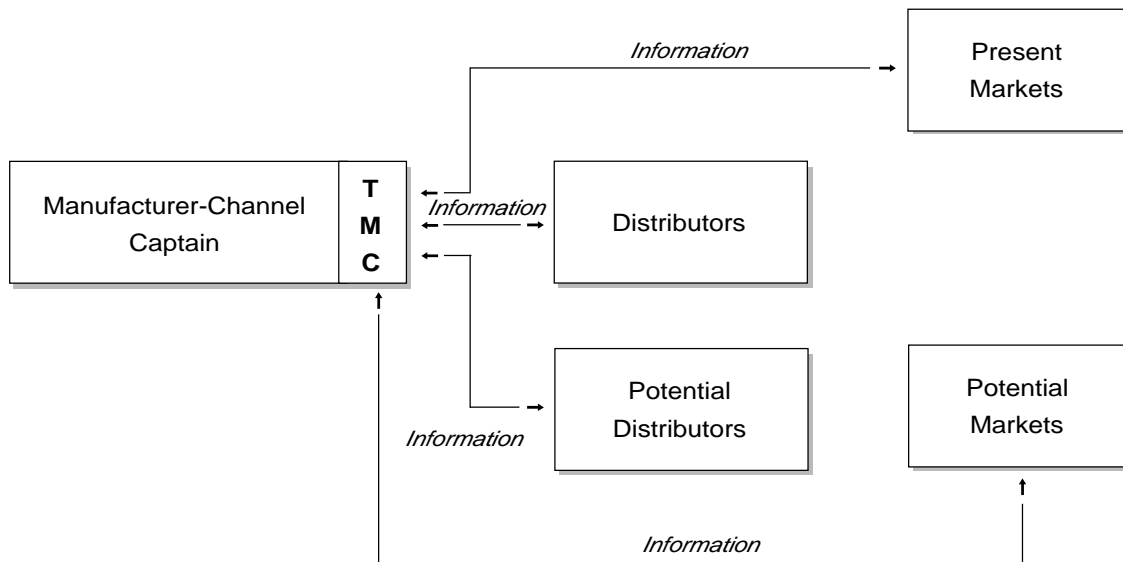 Information
Present
Markets
Manufacturer-Channel
Captain
T
M
C
Information
Distributors
Potential
Distributors
Potential
Markets
Information
Information